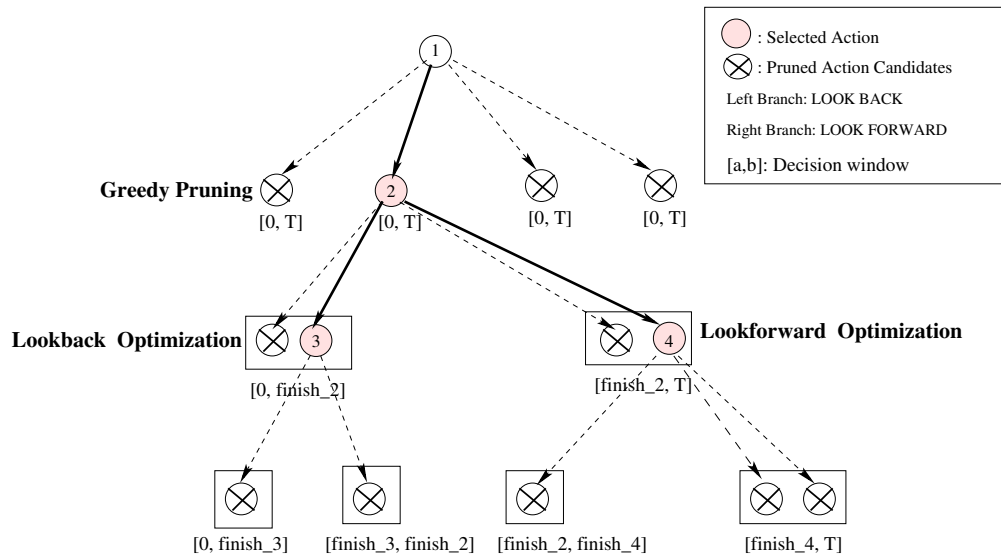 1
: Selected Action
: Pruned Action Candidates
Left Branch: LOOK BACK
Right Branch: LOOK FORWARD
[a,b]: Decision window
Greedy Pruning
2
[0, T]
[0, T]
[0, T]
[0, T]
Lookback Optimization
3
4
Lookforward Optimization
[0, finish_2]
[finish_2, T]
[0, finish_3]
[finish_3, finish_2]
[finish_2, finish_4]
[finish_4, T]